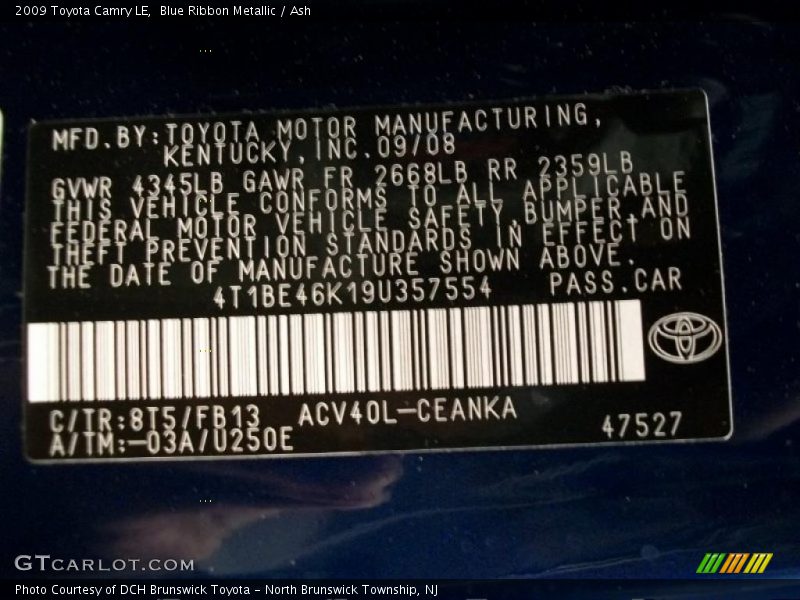 2009 Toyota Camry LE,  Blue Ribbon Metallic / Ash
MFD.BY:TOYOTA MOTOR MANUFACTURING,
KENTUCKY,INC.09/08
GVWR 4345LB GAWR FR 2668LB RR 2359LB
THIS VEHICLE CONFORMS TO ALL APPLICABLE
FEDERAL MOTOR VEHICLE SAFETY,BUMPER,AND
THEFT PREVENTION STANDARDS IN EFFECT ON
THE DATE OF MANUFACTURE SHOWN ABOVE.
4T1BE46K19U357554 PASS.CAR
C/TR:8T5/FB13 ACV40L-CEANKA
A/TM:-03A/U250E 47527
GTCARLOT.COM
Photo Courtesy of DCH Brunswick Toyota - North Brunswick Township, NJ